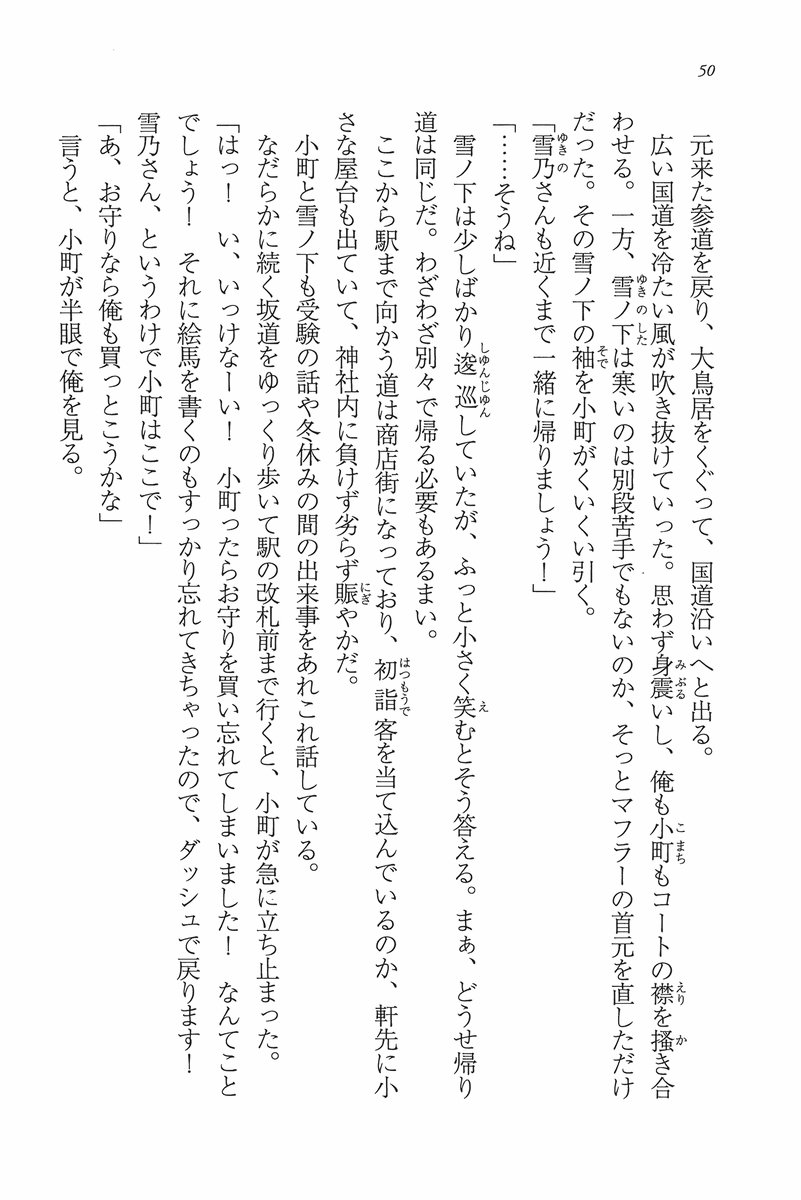 50
元来た参道を戻り、大鳥居をくぐって、国道沿いへと出る。
広い国道を冷たい風が吹き抜けていった。思わず身震いし、俺も小町もコートの襟を掻き合
わせる。一方、雪ノ下は寒いのは別段苦手でもないのか、そっとマフラーの首元を直しただけ
だった。その雪ノ下の袖を小町がくいくい引く。
「雪乃さんも近くまで一緒に帰りましょう！」
「……そうね」
雪ノ下は少しばかり逡巡していたが、ふっと小さく笑むとそう答える。まぁ、どうせ帰り
道は同じだ。わざわざ別々で帰る必要もあるまい。
ここから駅まで向かう道は商店街になっており、初詣客を当て込んでいるのか、軒先に小
さな屋台も出ていて、神社内に負けず劣らず賑やかだ。
小町と雪ノ下も受験の話や冬休みの間の出来事をあれこれ話している。
なだらかに続く坂道をゆっくり歩いて駅の改札前まで行くと、小町が急に立ち止まった。
「はっ！　い、いっけなーい！　小町ったらお守りを買い忘れてしまいました！　なんてこと
でしょう！　それに絵馬を書くのもすっかり忘れてきちゃったので、ダッシュで戻ります！
雪乃さん、というわけで小町はここで！」
「あ、お守りなら俺も買っとこうかな」
言うと、小町が半眼で俺を見る。